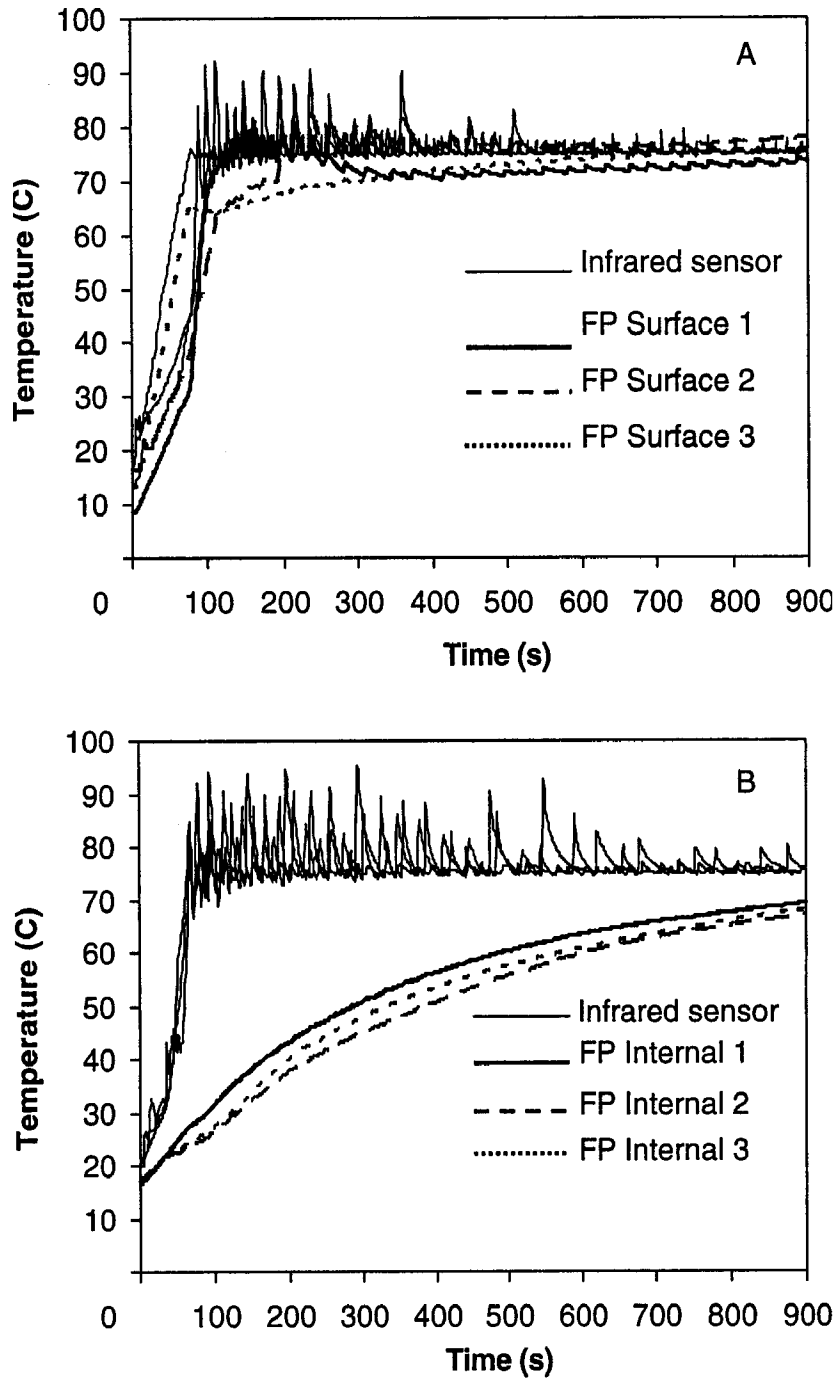 100
A
90
80
70
60
50
40
30
20
10
0
Temperature (C)
Infrared sensor
FP Surface 1
FP Surface 2
FP Surface 3
100 200 300 400 500 600 700 800 900
Time (s)
100
B
90
80
70
60
50
40
30
20
10
0
Temperature (C)
Infrared sensor
FP Internal 1
FP Internal 2
FP Internal 3
100 200 300 400 500 600 700 800 900
Time (s)